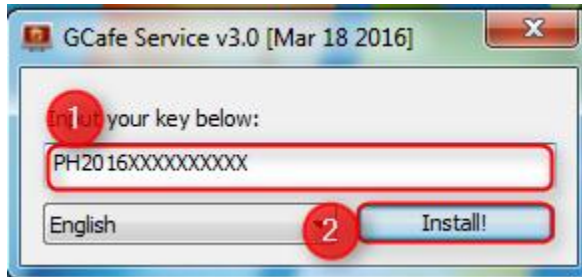 GCafe Service v3.0 [Mar 18 2016]
1
Input your key below:
PH2016XXXXXXXXXX
English
2
Install!